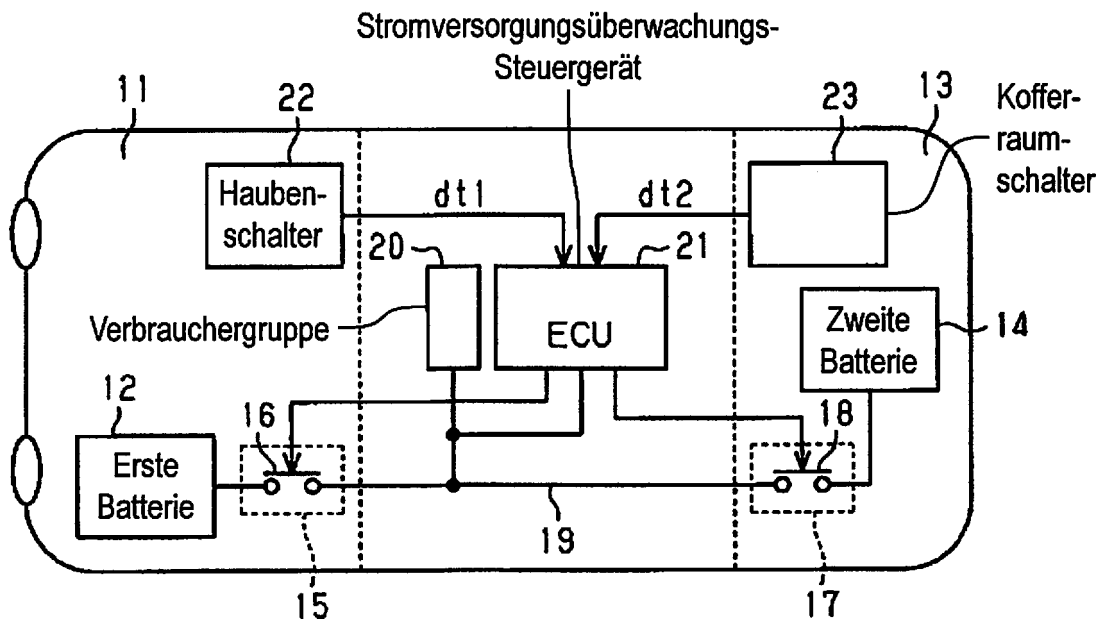 Stromversorgungsüberwachungs-
Steuergerät
11
22
23
13
Koffer-
raum-
schalter
Hauben-
schalter
dt1
dt2
20
21
Verbrauchergruppe
ECU
Zweite
Batterie
14
12
16
18
Erste
Batterie
19
15
17